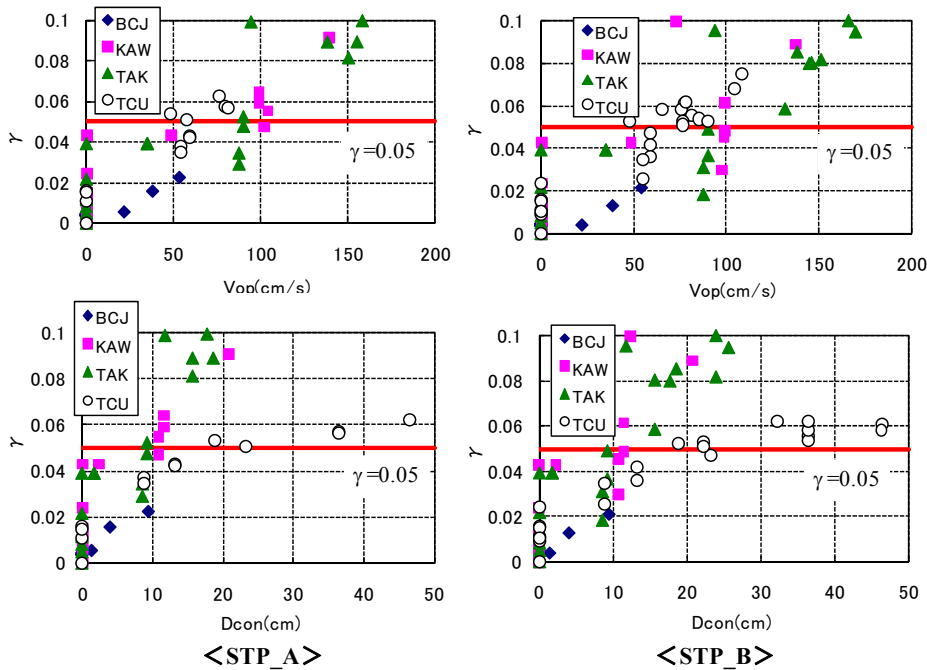 0.1
0.08
0.06
0.04
0.02
0
γ
BCJ
KAW
TAK
TCU
γ=0.05
0 50 100 150 200
Vop(cm/s)
0.1
0.08
0.06
0.04
0.02
0
γ
BCJ
KAW
TAK
TCU
γ=0.05
0 50 100 150 200
Vop(cm/s)
0.1
0.08
0.06
0.04
0.02
0
γ
BCJ
KAW
TAK
TCU
γ=0.05
0 10 20 30 40 50
Dcon(cm)
<STP_A>
0.1
0.08
0.06
0.04
0.02
0
γ
BCJ
KAW
TAK
TCU
γ=0.05
0 10 20 30 40 50
Dcon(cm)
<STP_B>